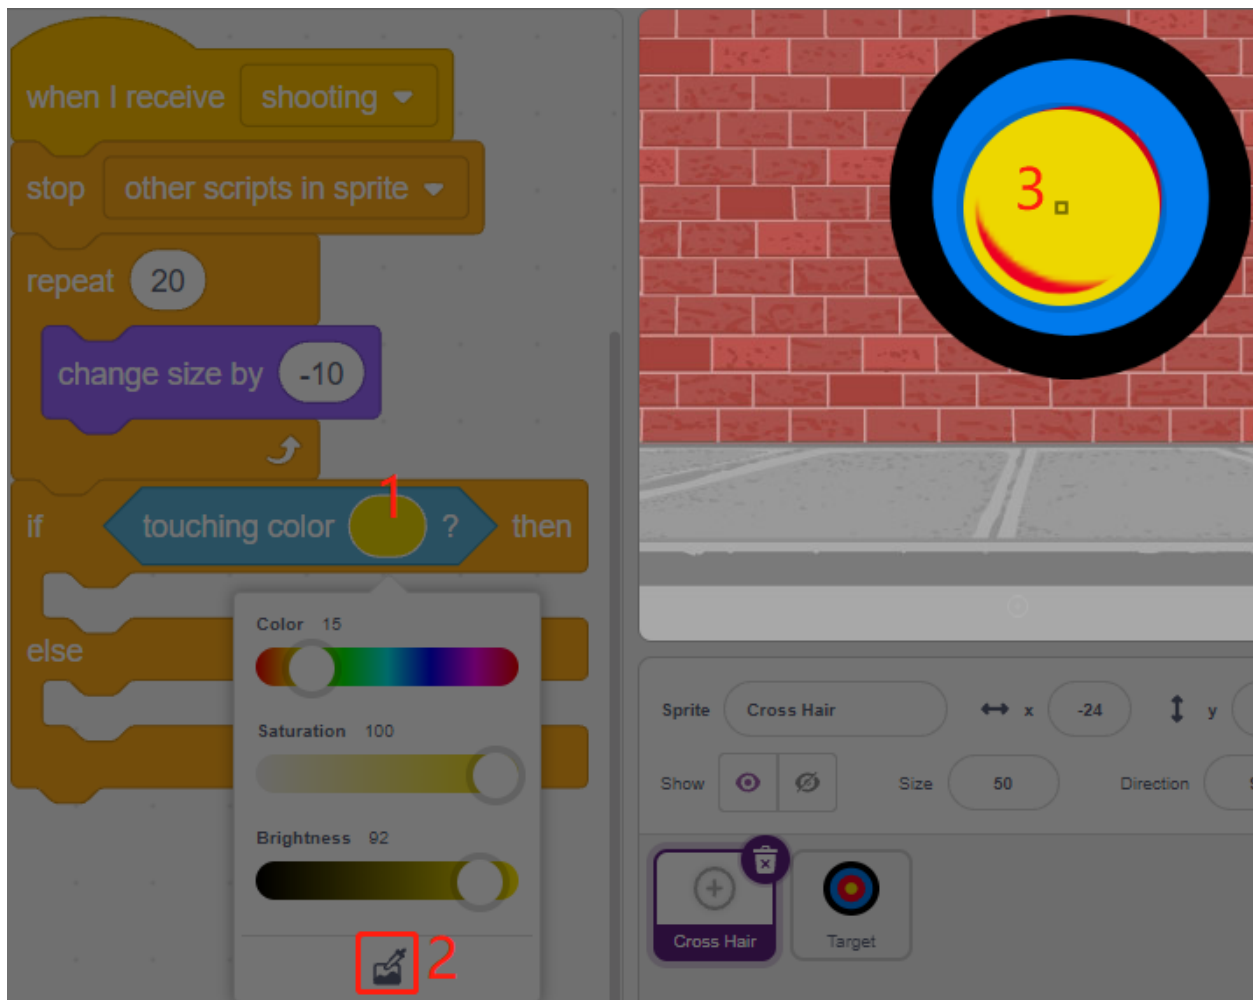 when I receive shooting
stop other scripts in sprite
repeat 20
change size by -10
1
if touching color ? then
Color 15
else
Saturation 100
Brightness 92
2
3
Sprite Cross Hair x -24 y
Show Size 50 Direction
Cross Hair Target